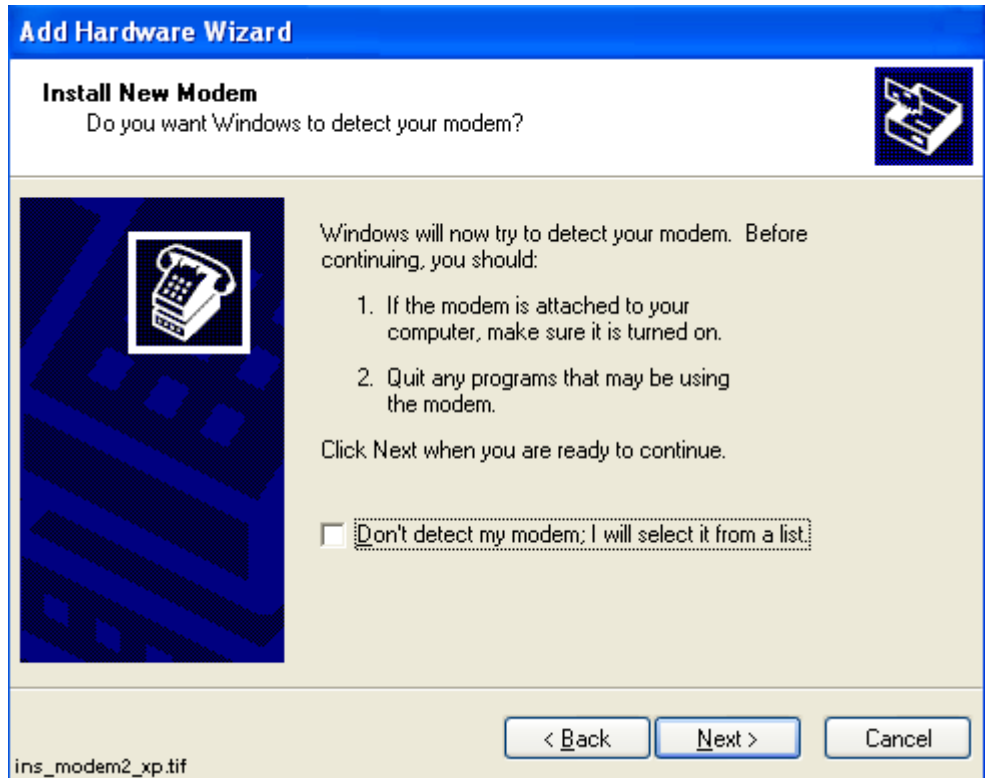 Add Hardware Wizard
Install New Modem
Do you want Windows to detect your modem?
Windows will now try to detect your modem.  Before
continuing, you should:
1. If the modem is attached to your
computer, make sure it is turned on.
2. Quit any programs that may be using
the modem.
Click Next when you are ready to continue.
Don't detect my modem; I will select it from a list.
< Back
Next >
Cancel
ins_modem2_xp.tif